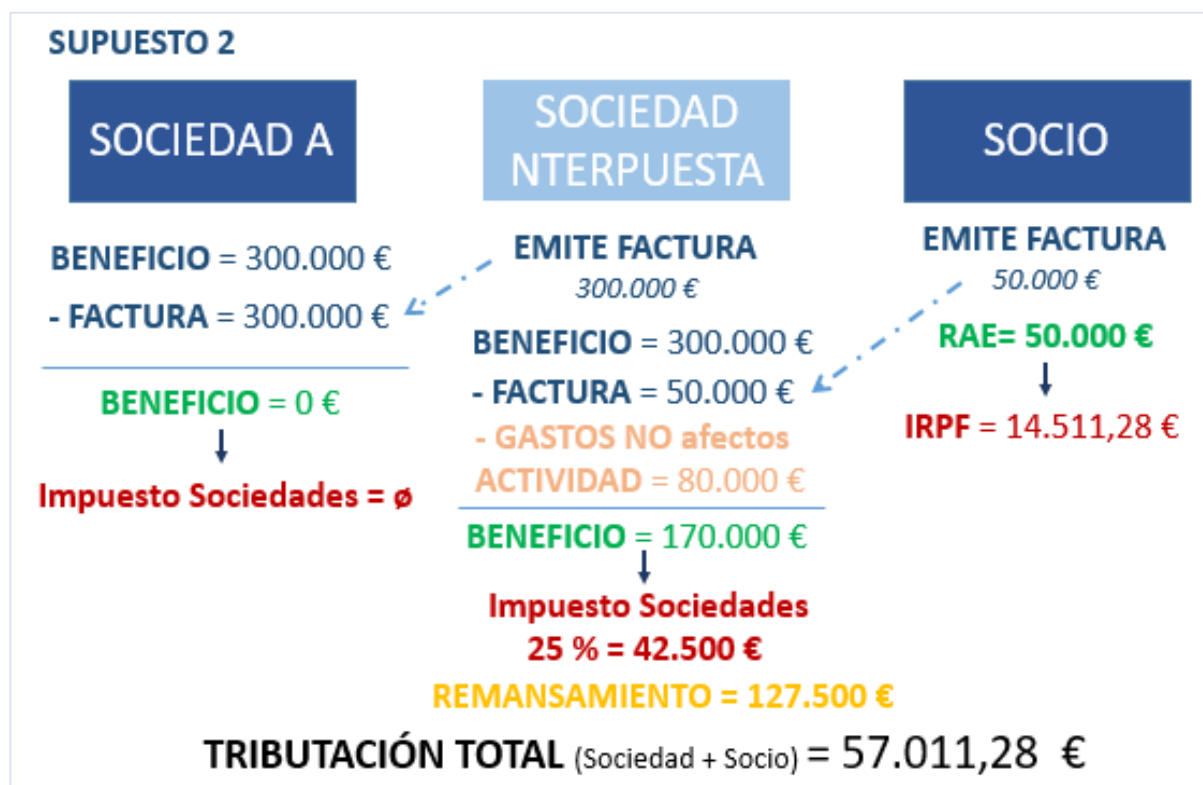 SUPUESTO 2
SOCIEDAD A
BENEFICIO = 300.000 €
- FACTURA = 300.000 €
BENEFICIO = 0 €
Impuesto Sociedades = ø
SOCIEDAD
NTERPUESTA
EMITE FACTURA
300.000 €
BENEFICIO = 300.000 €
- FACTURA = 50.000 €
- GASTOS NO afectos
ACTIVIDAD = 80.000 €
BENEFICIO = 170.000 €
Impuesto Sociedades
25 % = 42.500 €
REMANSAMIENTO = 127.500 €
SOCIO
EMITE FACTURA
50.000 €
RAE= 50.000 €
IRPF = 14.511,28 €
TRIBUTACIÓN TOTAL (Sociedad + Socio) = 57.011,28 €